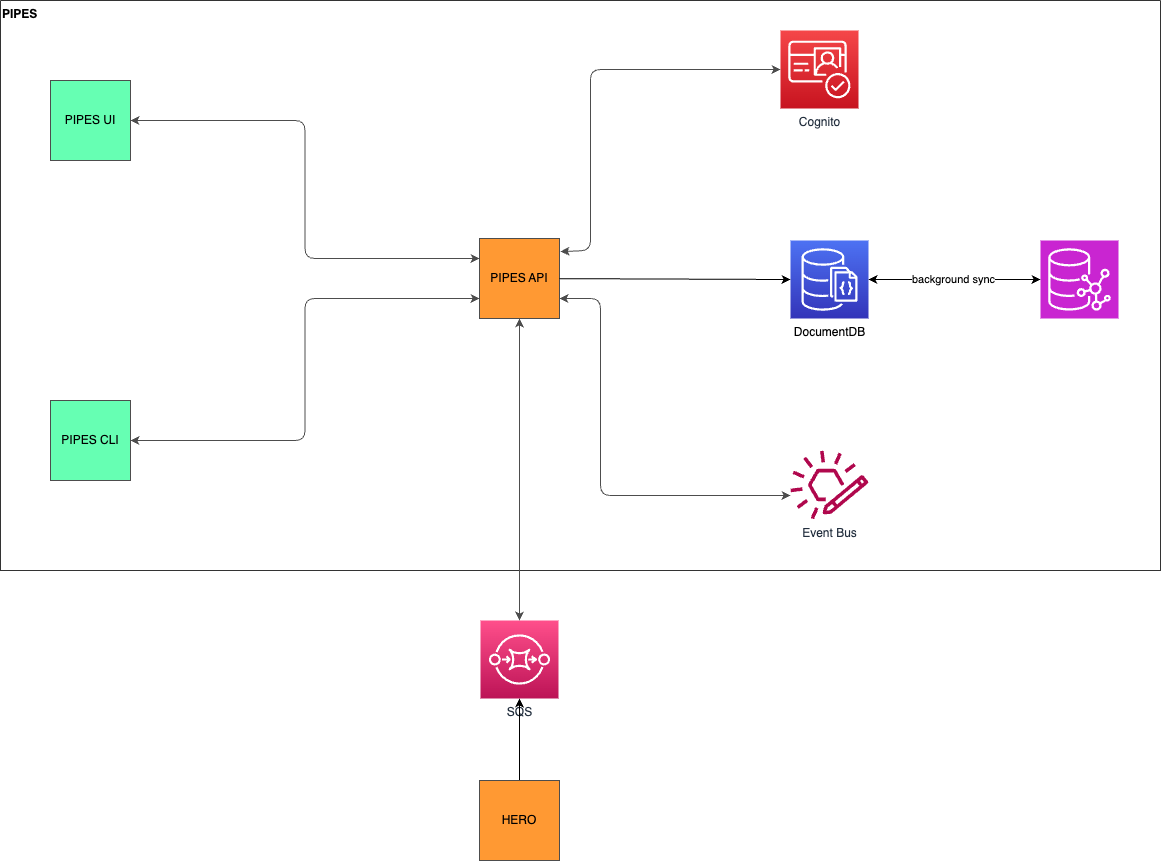 PIPES
Cognito
PIPES UI
PIPES API
background sync
DocumentDB
PIPES CLI
Event Bus
SQS
HERO